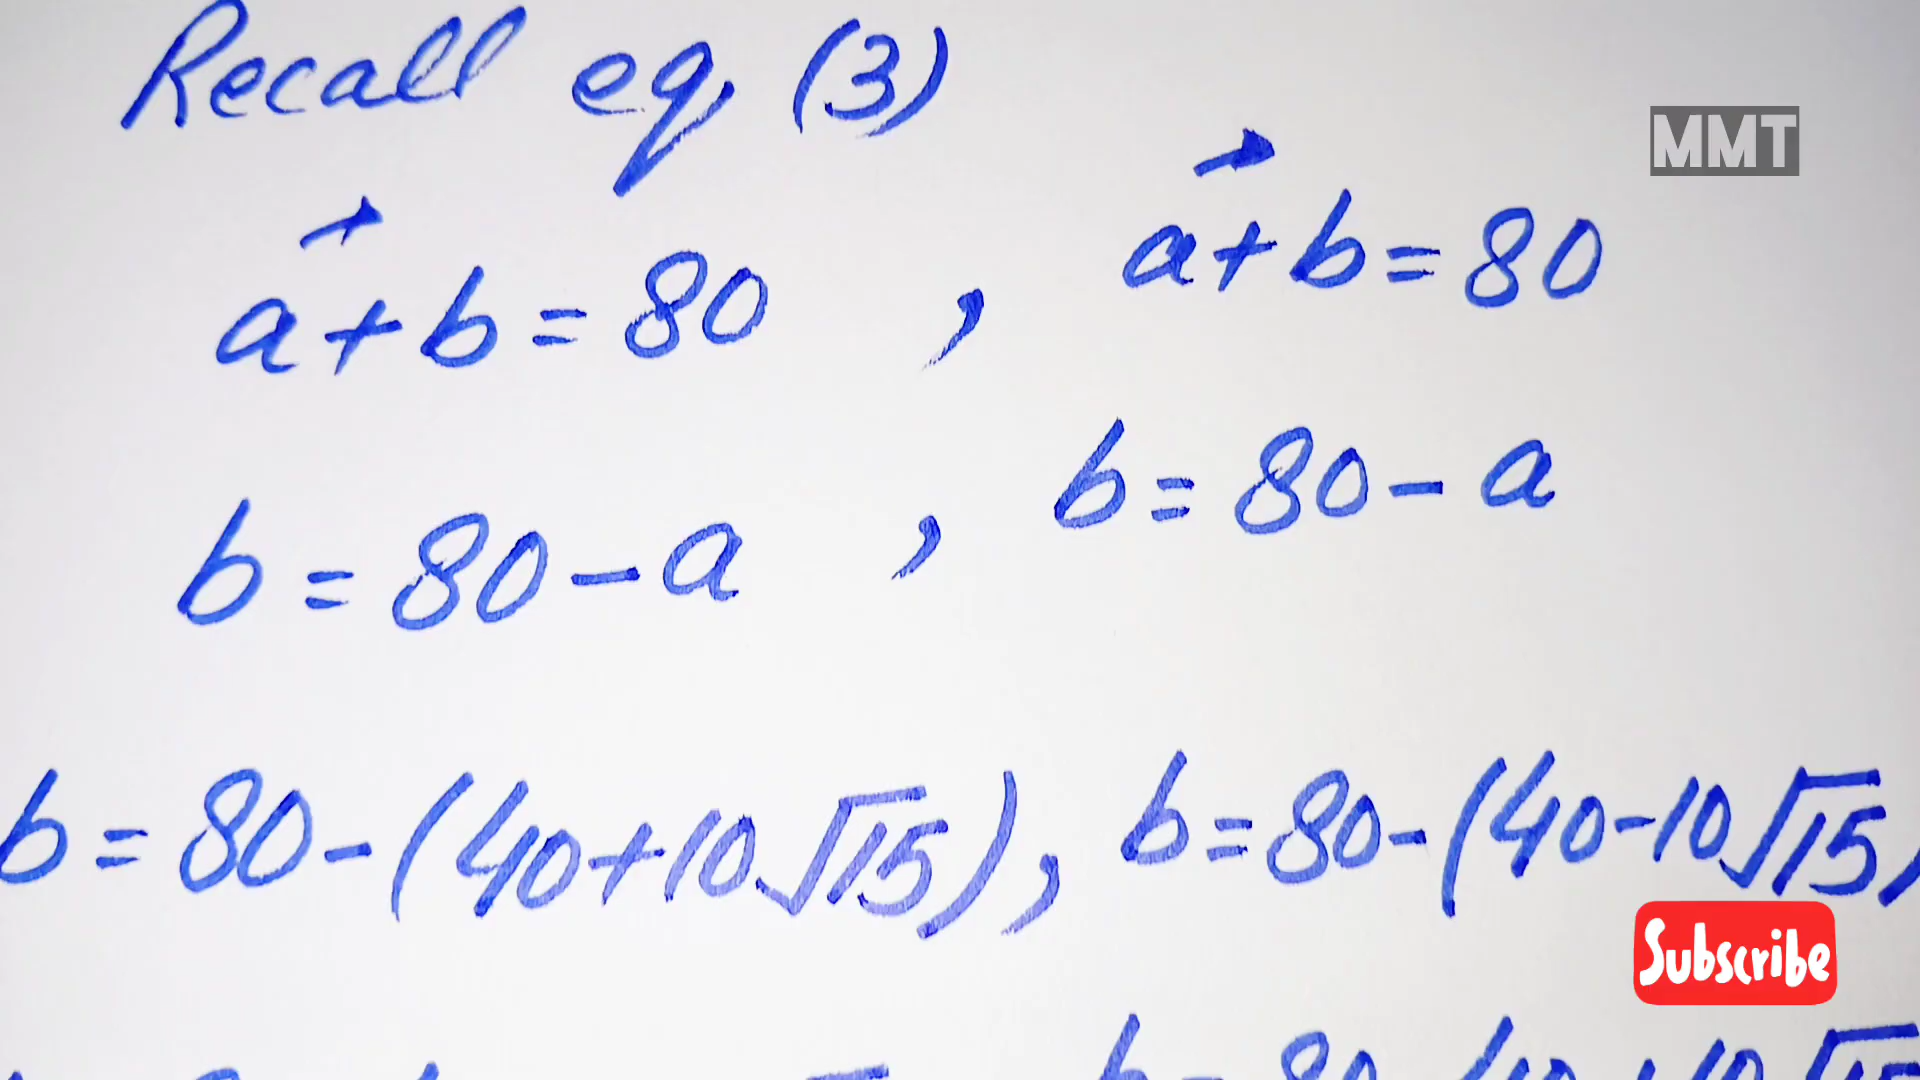 Recall eq, (3)
MMT
a + b = 80 , a + b = 80
b = 80 - a , b = 80 - a
b = 80 - (40 + 10√15) , b = 80 - (40 - 10√15)
Subscribe